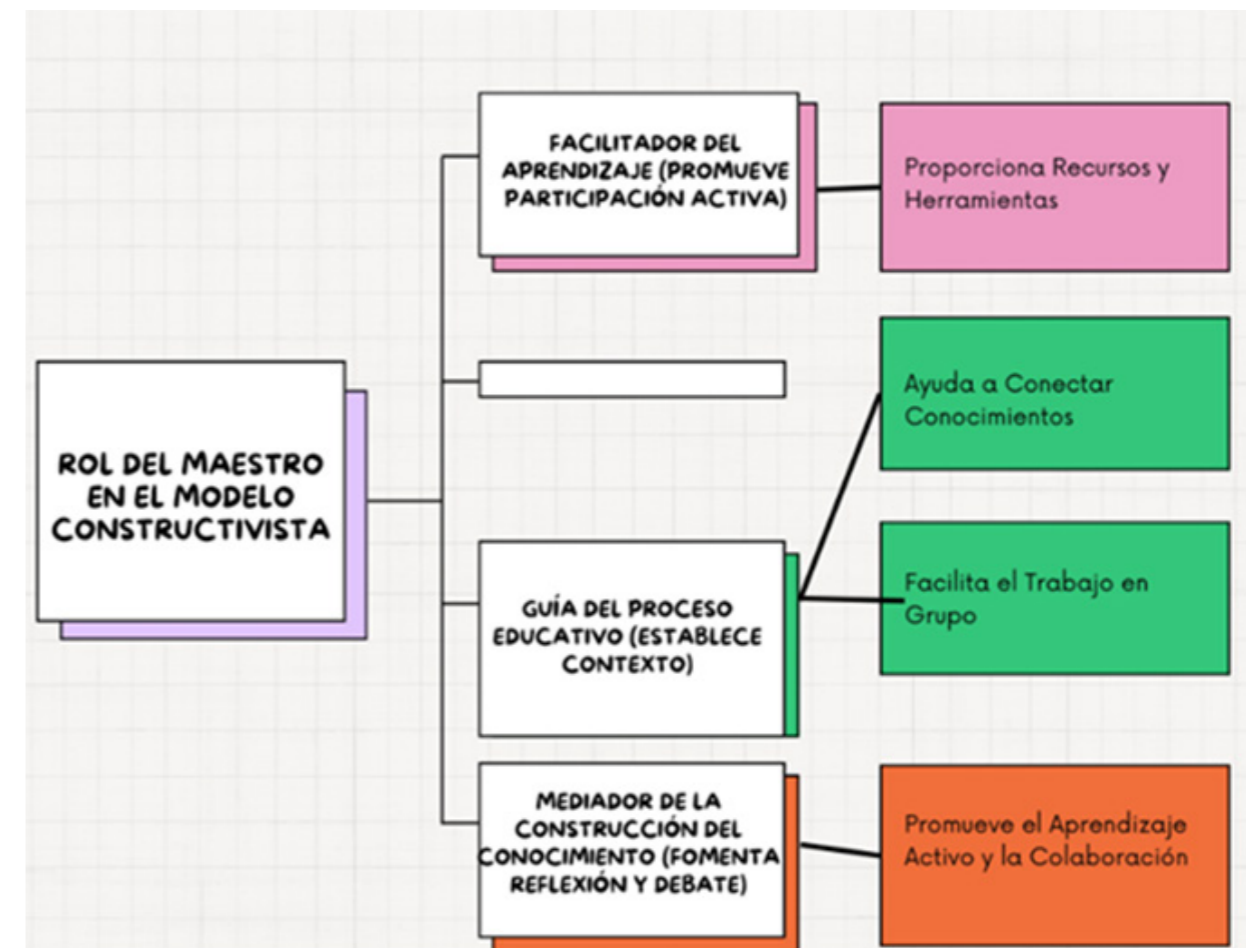 ROL DEL MAESTRO
EN EL MODELO
CONSTRUCTIVISTA
FACILITADOR DEL
APRENDIZAJE (PROMUEVE
PARTICIPACIÓN ACTIVA)
Proporciona Recursos y
Herramientas
GUÍA DEL PROCESO
EDUCATIVO (ESTABLECE
CONTEXTO)
Ayuda a Conectar
Conocimientos
Facilita el Trabajo en
Grupo
MEDIADOR DE LA
CONSTRUCCIÓN DEL
CONOCIMIENTO (FOMENTA
REFLEXIÓN Y DEBATE)
Promueve el Aprendizaje
Activo y la Colaboración